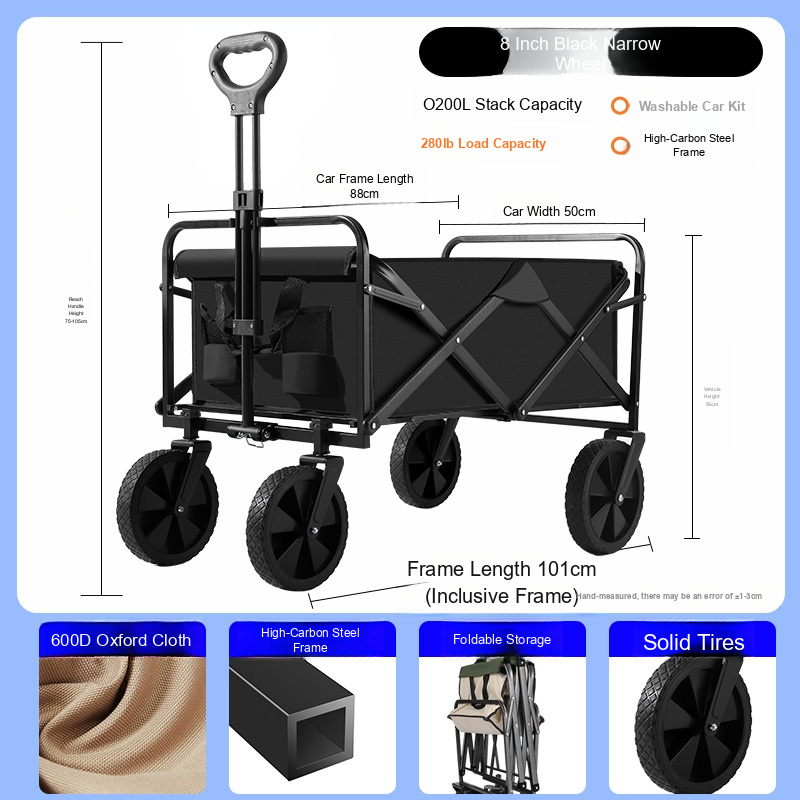 8 Inch Black Narrow
Wheel
O200L Stack Capacity
Washable Car Kit
280lb Load Capacity
High-Carbon Steel
Frame
Car Frame Length
88cm
Car Width 50cm
Reach
Handle
Height
75-105cm
Vehicle
Height
Frame Length 101cm
(Inclusive Frame)
Hand-measured, there may be an error of ±1-3cm
600D Oxford Cloth
High-Carbon Steel
Frame
Foldable Storage
Solid Tires